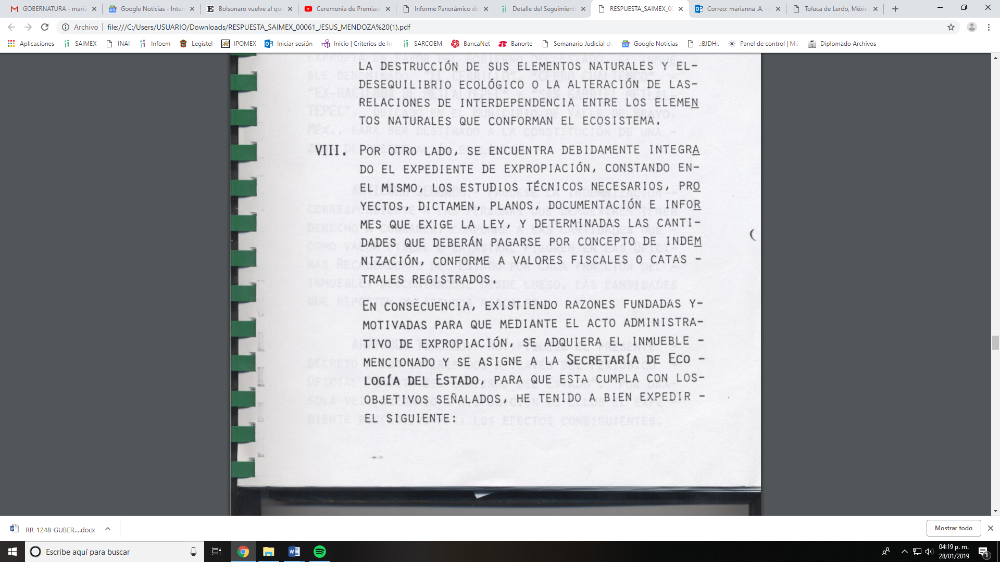 GOBERNATURA - maria
Google Noticias - Inter
Bolsonaro vuelve al qui
Ceremonia de Premiaci
Informe Panorámico de
Detalle del Seguimient
RESPUESTA_SAIMEX_00
Correo: marianna .A. -
Toluca de Lerdo, Méxic
Archivo
file:///C:/Users/USUARIO/Downloads/RESPUESTA_SAIMEX_00061_JESUS_MENDOZA%20(1).pdf
Aplicaciones
SAIMEX
INAI
Infoem
Legistel
IPOMEX
Iniciar sesión
Inicio | Criterios de In
SARCOEM
BancaNet
Banorte
Semanario Judicial de
Google Noticias
.:BJDH:.
Panel de control | Mé
Diplomado Archivos
LA DESTRUCCIÓN DE SUS ELEMENTOS NATURALES Y EL-
DESEQUILIBRIO ECOLÓGICO O LA ALTERACIÓN DE LAS-
RELACIONES DE INTERDEPENDENCIA ENTRE LOS ELEMEN
TOS NATURALES QUE CONFORMAN EL ECOSISTEMA.
VIII. POR OTRO LADO, SE ENCUENTRA DEBIDAMENTE INTEGRA
DO EL EXPEDIENTE DE EXPROPIACIÓN, CONSTANDO EN-
EL MISMO, LOS ESTUDIOS TÉCNICOS NECESARIOS, PRO
YECTOS, DICTAMEN, PLANOS, DOCUMENTACIÓN E INFOR
MES QUE EXIGE LA LEY, Y DETERMINADAS LAS CANTI-
DADES QUE DEBERÁN PAGARSE POR CONCEPTO DE INDEM
NIZACIÓN, CONFORME A VALORES FISCALES O CATAS -
TRALES REGISTRADOS.
EN CONSECUENCIA, EXISTIENDO RAZONES FUNDADAS Y-
MOTIVADAS PARA QUE MEDIANTE EL ACTO ADMINISTRA-
TIVO DE EXPROPIACIÓN, SE ADQUIERA EL INMUEBLE -
MENCIONADO Y SE ASIGNE A LA SECRETARÍA DE ECO -
LOGÍA DEL ESTADO, PARA QUE ESTA CUMPLA CON LOS-
OBJETIVOS SEÑALADOS, HE TENIDO A BIEN EXPEDIR -
EL SIGUIENTE:
RR-1248-GUBER....docx
Mostrar todo
Escribe aquí para buscar
04:19 p. m.
28/01/2019
1